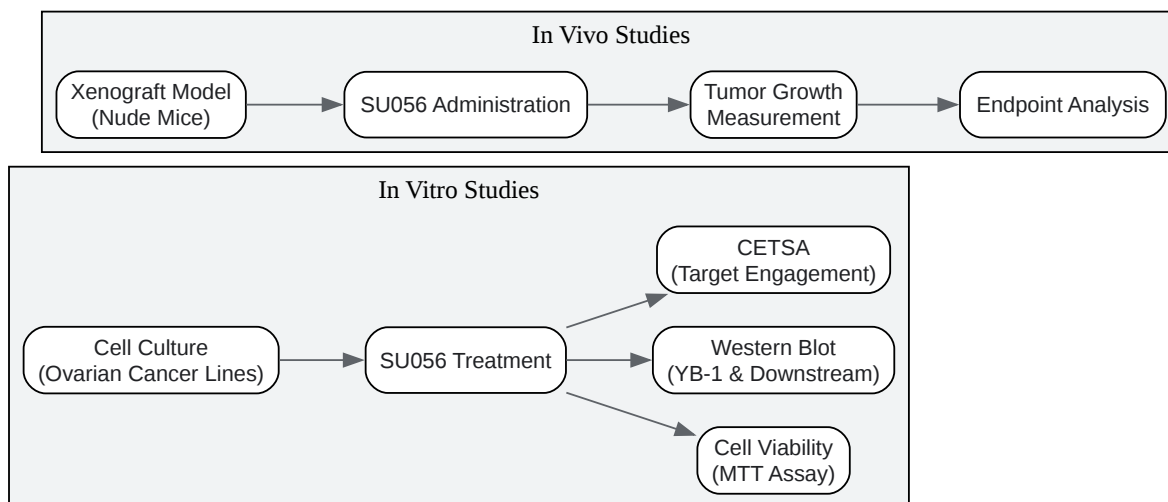 In Vivo Studies
Xenograft Model
(Nude Mice)
SU056 Administration
Tumor Growth
Measurement
Endpoint Analysis
In Vitro Studies
Cell Culture
(Ovarian Cancer Lines)
SU056 Treatment
CETSA
(Target Engagement)
Western Blot
(YB-1 & Downstream)
Cell Viability
(MTT Assay)